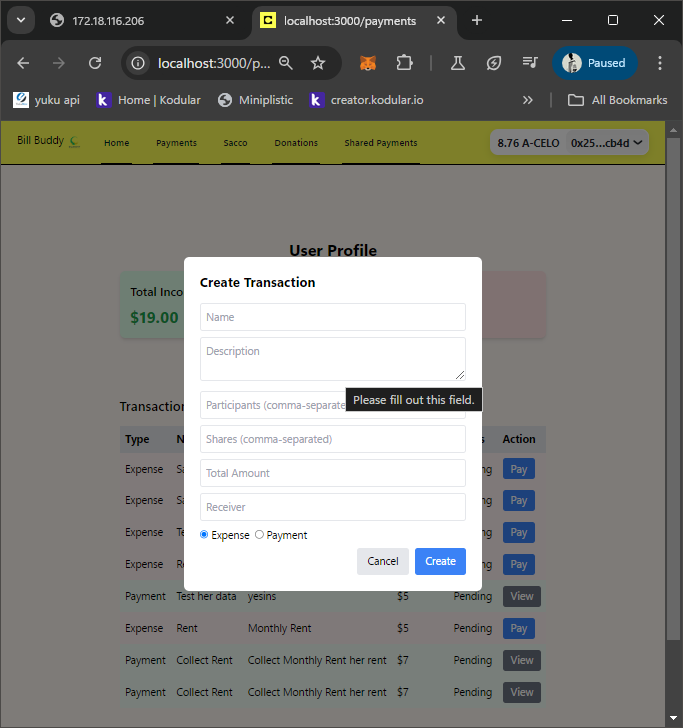 172.18.116.206
localhost:3000/payments
localhost:3000/p...
Paused
yuku api
Home | Kodular
Miniplistic
creator.kodular.io
All Bookmarks
Bill Buddy
Home
Payments
Sacco
Donations
Shared Payments
8.76 A-CELO
0x25...cb4d
User Profile
Total Inco
$19.00
Create Transaction
Name
Description
Please fill out this field.
Participants (comma-separate
Shares (comma-separated)
Total Amount
Receiver
Expense
Payment
Cancel
Create
Transaction
Type
N
s
Action
Expense
Sa
ng
Pay
Expense
Sa
ng
Pay
Expense
Te
ng
Pay
Expense
Re
ng
Pay
Payment Test her data yesins $5 Pending View
Expense Rent Monthly Rent $5 Pending Pay
Payment Collect Rent Collect Monthly Rent her rent $7 Pending View
Payment Collect Rent Collect Monthly Rent her rent $7 Pending View